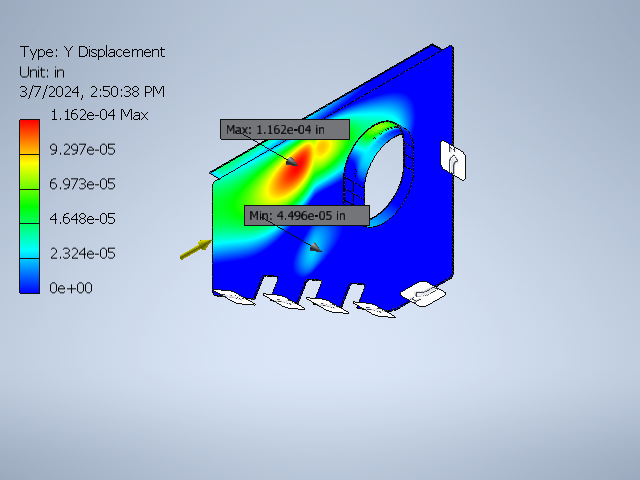 Type: Y Displacement
Unit: in
3/7/2024, 2:50:38 PM
1.162e-04 Max
9.297e-05
6.973e-05
4.648e-05
2.324e-05
0e+00
Max: 1.162e-04 in
Min: 4.496e-05 in